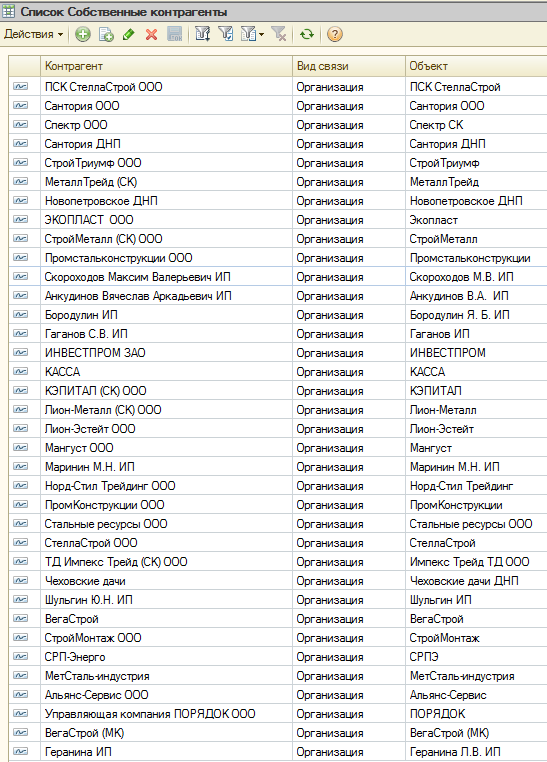 Список Собственные контрагенты
Действия
Контрагент Вид связи Объект
ПСК СтеллаСтрой ООО Организация ПСК СтеллаСтрой
Сантория ООО Организация Сантория ООО
Спектр ООО Организация Спектр СК
Сантория ДНП Организация Сантория ДНП
СтройТриумф ООО Организация СтройТриумф
МеталлТрейд (СК) Организация МеталлТрейд
Новопетровское ДНП Организация Новопетровское ДНП
ЭКОПЛАСТ ООО Организация Экопласт
СтройМеталл (СК) ООО Организация СтройМеталл
Промстальконструкции ООО Организация Промстальконструкции
Скороходов Максим Валерьевич ИП Организация Скороходов М.В. ИП
Анкудинов Вячеслав Аркадьевич ИП Организация Анкудинов В.А. ИП
Бородулин ИП Организация Бородулин Я. Б. ИП
Гаганов С.В. ИП Организация Гаганов ИП
ИНВЕСТПРОМ ЗАО Организация ИНВЕСТПРОМ
КАССА Организация КАССА
КЭПИТАЛ (СК) ООО Организация КЭПИТАЛ
Лион-Металл (СК) ООО Организация Лион-Металл
Лион-Эстейт ООО Организация Лион-Эстейт
Мангуст ООО Организация Мангуст
Маринин М.Н. ИП Организация Маринин М.Н. ИП
Норд-Стил Трейдинг ООО Организация Норд-Стил Трейдинг
ПромКонструкции ООО Организация ПромКонструкции
Стальные ресурсы ООО Организация Стальные ресурсы ООО
СтеллаСтрой ООО Организация СтеллаСтрой
ТД Импекс Трейд (СК) ООО Организация Импекс Трейд ТД ООО
Чеховские дачи Организация Чеховские дачи ДНП
Шульгин Ю.Н. ИП Организация Шульгин ИП
ВегаСтрой Организация ВегаСтрой
СтройМонтаж ООО Организация СтройМонтаж
СРП-Энерго Организация СРПЭ
МетСталь-индустрия Организация МетСталь-индустрия
Альянс-Сервис ООО Организация Альянс-Сервис
Управляющая компания ПОРЯДОК ООО Организация ПОРЯДОК
ВегаСтрой (МК) Организация ВегаСтрой (МК)
Геранина ИП Организация Геранина Л.В. ИП